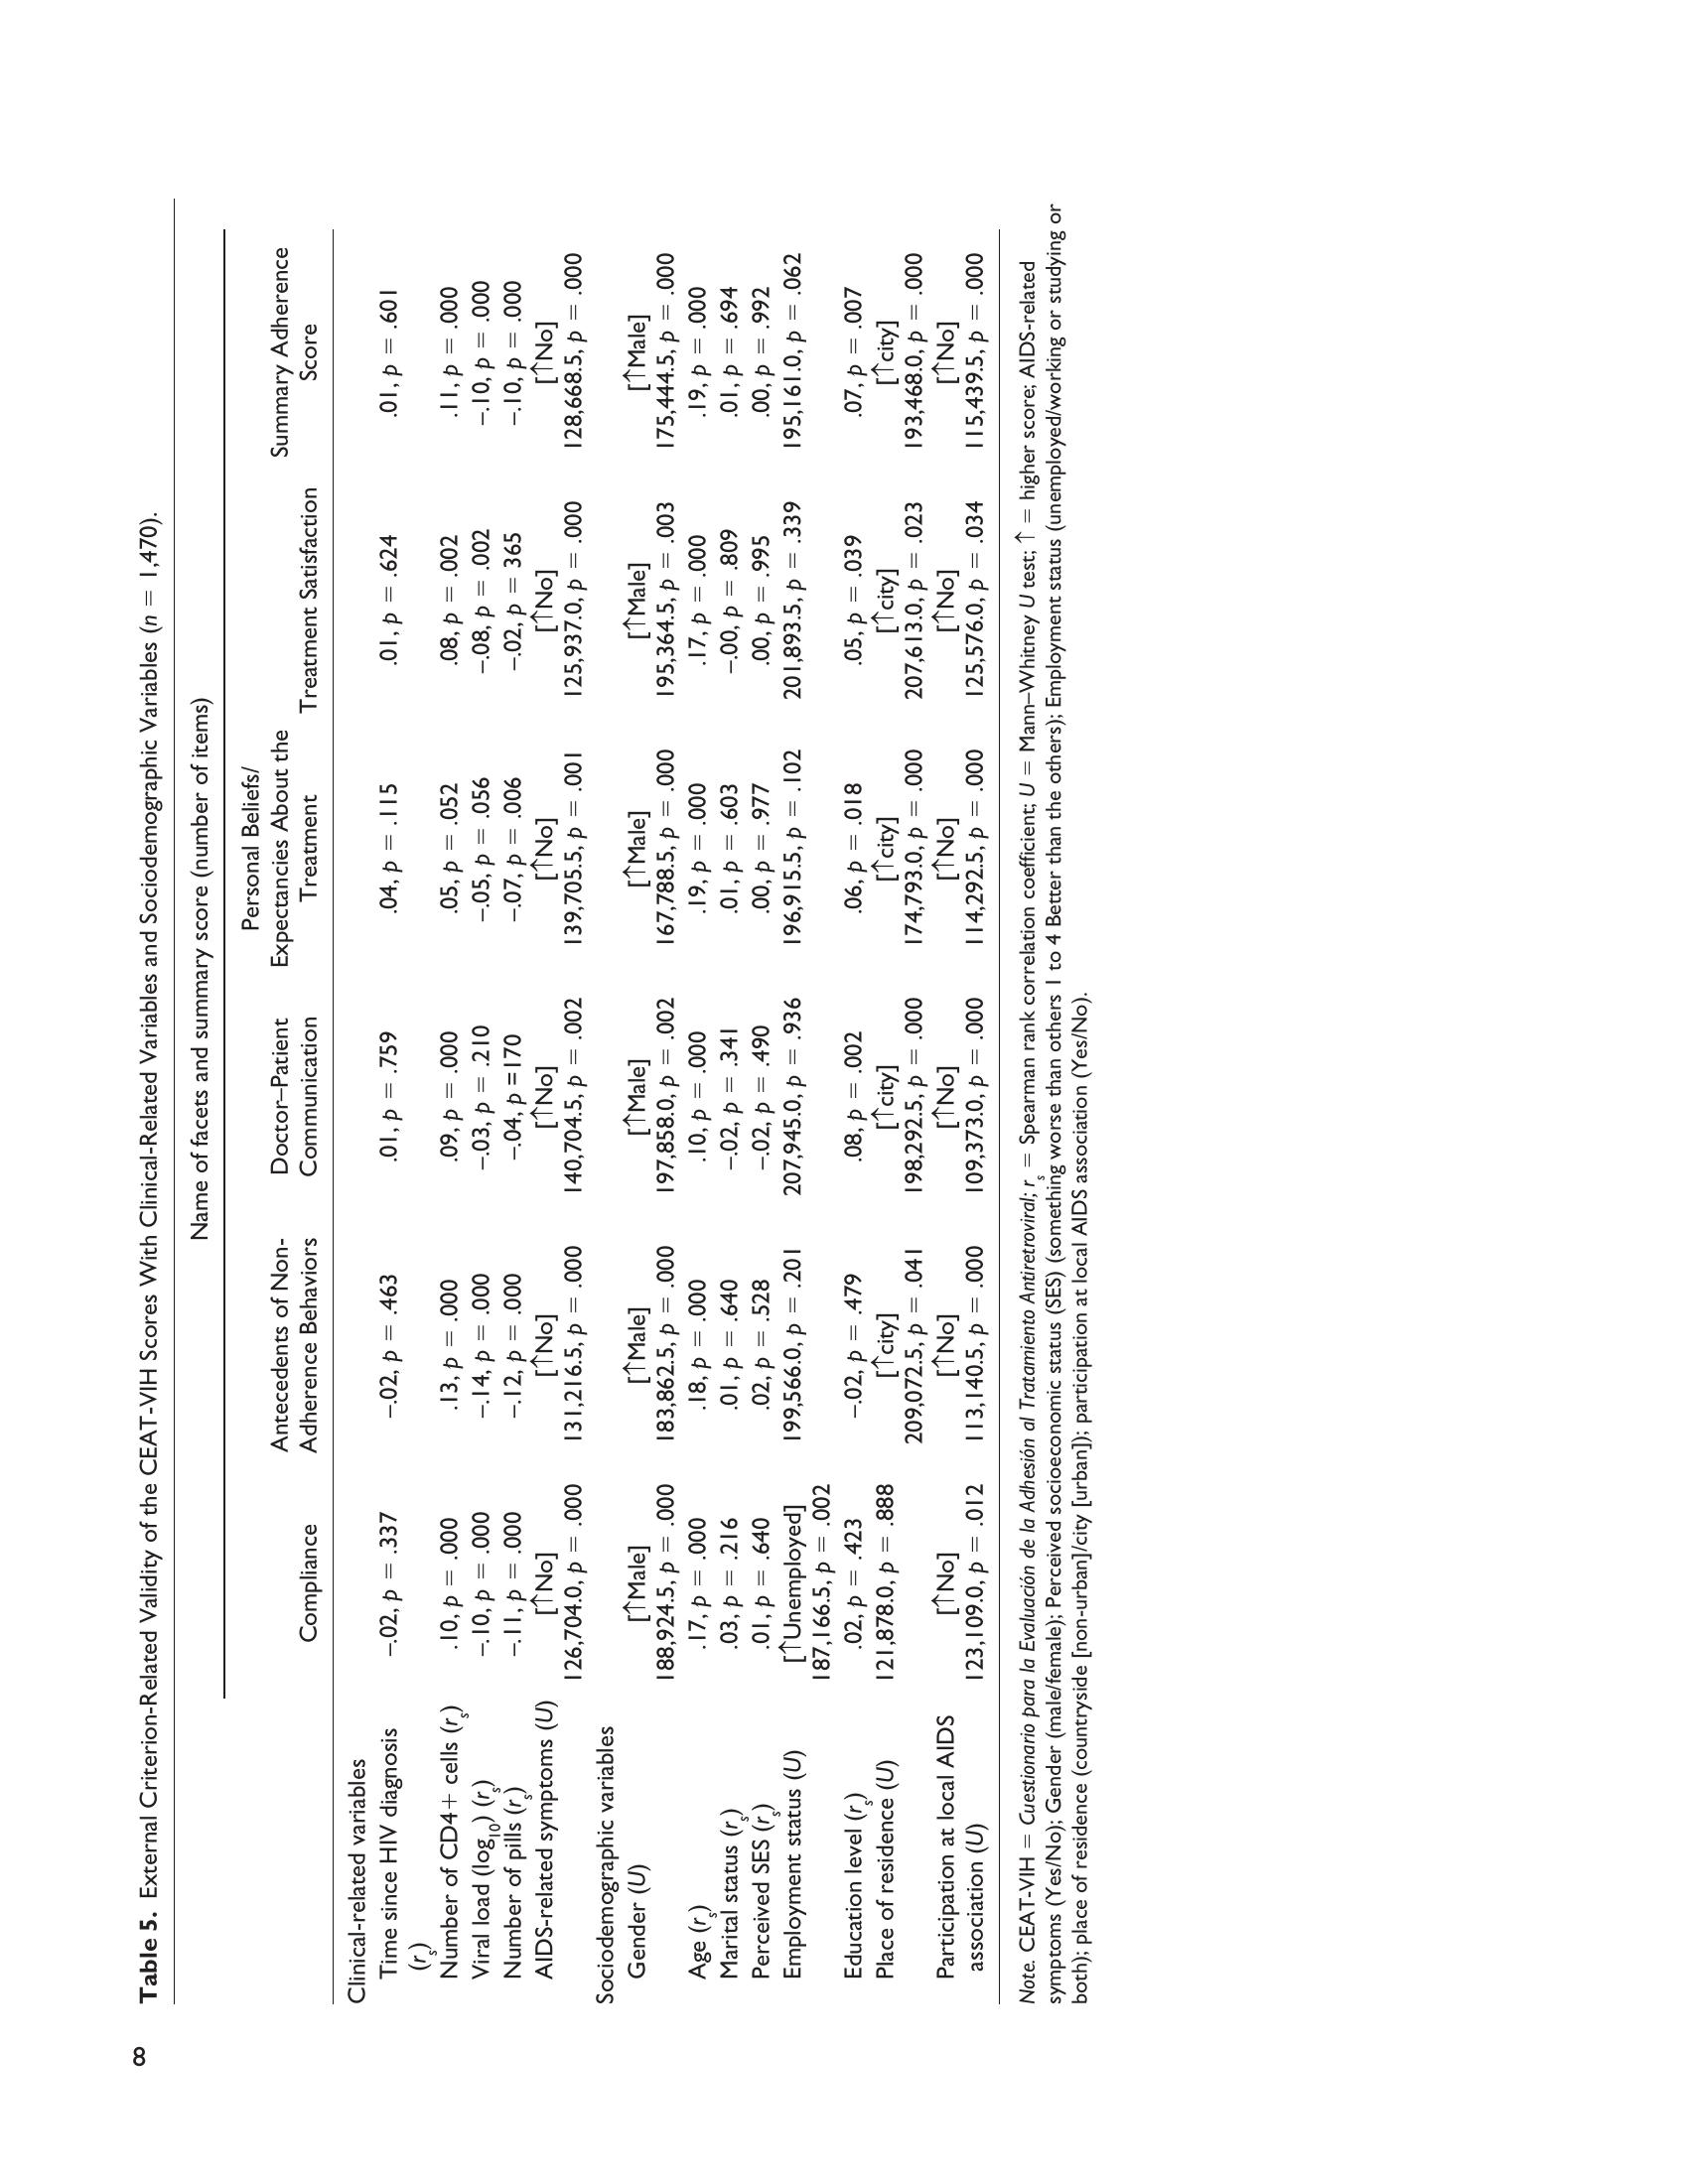 8
Table 5. External Criterion-Related Validity of the CEAT-VIH Scores With Clinical-Related Variables and Sociodemographic Variables (n = 1,470).
Name of facets and summary score (number of items)
Compliance Antecedents of Non-Adherence Behaviors Doctor–Patient Communication Personal Beliefs/Expectancies About the Treatment Treatment Satisfaction Summary Adherence Score
Clinical-related variables
Time since HIV diagnosis (rs) −.02, p = .337 −.02, p = .463 .01, p = .759 .04, p = .115 .01, p = .624 .01, p = .601
Number of CD4+ cells (rs) .10, p = .000 .13, p = .000 .09, p = .000 .05, p = .052 .08, p = .002 .11, p = .000
Viral load (log10) (rs) −.10, p = .000 −.14, p = .000 −.03, p = .210 −.05, p = .056 −.08, p = .002 −.10, p = .000
Number of pills (rs) −.11, p = .000 −.12, p = .000 −.04, p =170 −.07, p = .006 −.02, p = 365 −.10, p = .000
AIDS-related symptoms (U) [↑No] [↑No] [↑No] [↑No] [↑No] [↑No]
126,704.0, p = .000 131,216.5, p = .000 140,704.5, p = .002 139,705.5, p = .001 125,937.0, p = .000 128,668.5, p = .000
Sociodemographic variables
Gender (U) [↑Male] [↑Male] [↑Male] [↑Male] [↑Male] [↑Male]
188,924.5, p = .000 183,862.5, p = .000 197,858.0, p = .002 167,788.5, p = .000 195,364.5, p = .003 175,444.5, p = .000
Age (rs) .17, p = .000 .18, p = .000 .10, p = .000 .19, p = .000 .17, p = .000 .19, p = .000
Marital status (rs) .03, p = .216 .01, p = .640 −.02, p = .341 .01, p = .603 −.00, p = .809 .01, p = .694
Perceived SES (rs) .01, p = .640 .02, p = .528 −.02, p = .490 .00, p = .977 .00, p = .995 .00, p = .992
Employment status (U) [↑Unemployed] 199,566.0, p = .201 207,945.0, p = .936 196,915.5, p = .102 201,893.5, p = .339 195,161.0, p = .062
187,166.5, p = .002
Education level (rs) .02, p = .423 −.02, p = .479 .08, p = .002 .06, p = .018 .05, p = .039 .07, p = .007
Place of residence (U) 121,878.0, p = .888 [↑city] [↑city] [↑city] [↑city] [↑city]
209,072.5, p = .041 198,292.5, p = .000 174,793.0, p = .000 207,613.0, p = .023 193,468.0, p = .000
Participation at local AIDS [↑No] [↑No] [↑No] [↑No] [↑No] [↑No]
association (U) 123,109.0, p = .012 113,140.5, p = .000 109,373.0, p = .000 114,292.5, p = .000 125,576.0, p = .034 115,439.5, p = .000
Note. CEAT-VIH = Cuestionario para la Evaluación de la Adhesión al Tratamiento Antiretroviral; rs = Spearman rank correlation coefficient; U = Mann–Whitney U test; ↑ = higher score; AIDS-related
symptoms (Yes/No); Gender (male/female); Perceived socioeconomic status (SES) (something worse than others 1 to 4 Better than the others); Employment status (unemployed/working or studying or
both); place of residence (countryside [non-urban]/city [urban]); participation at local AIDS association (Yes/No).